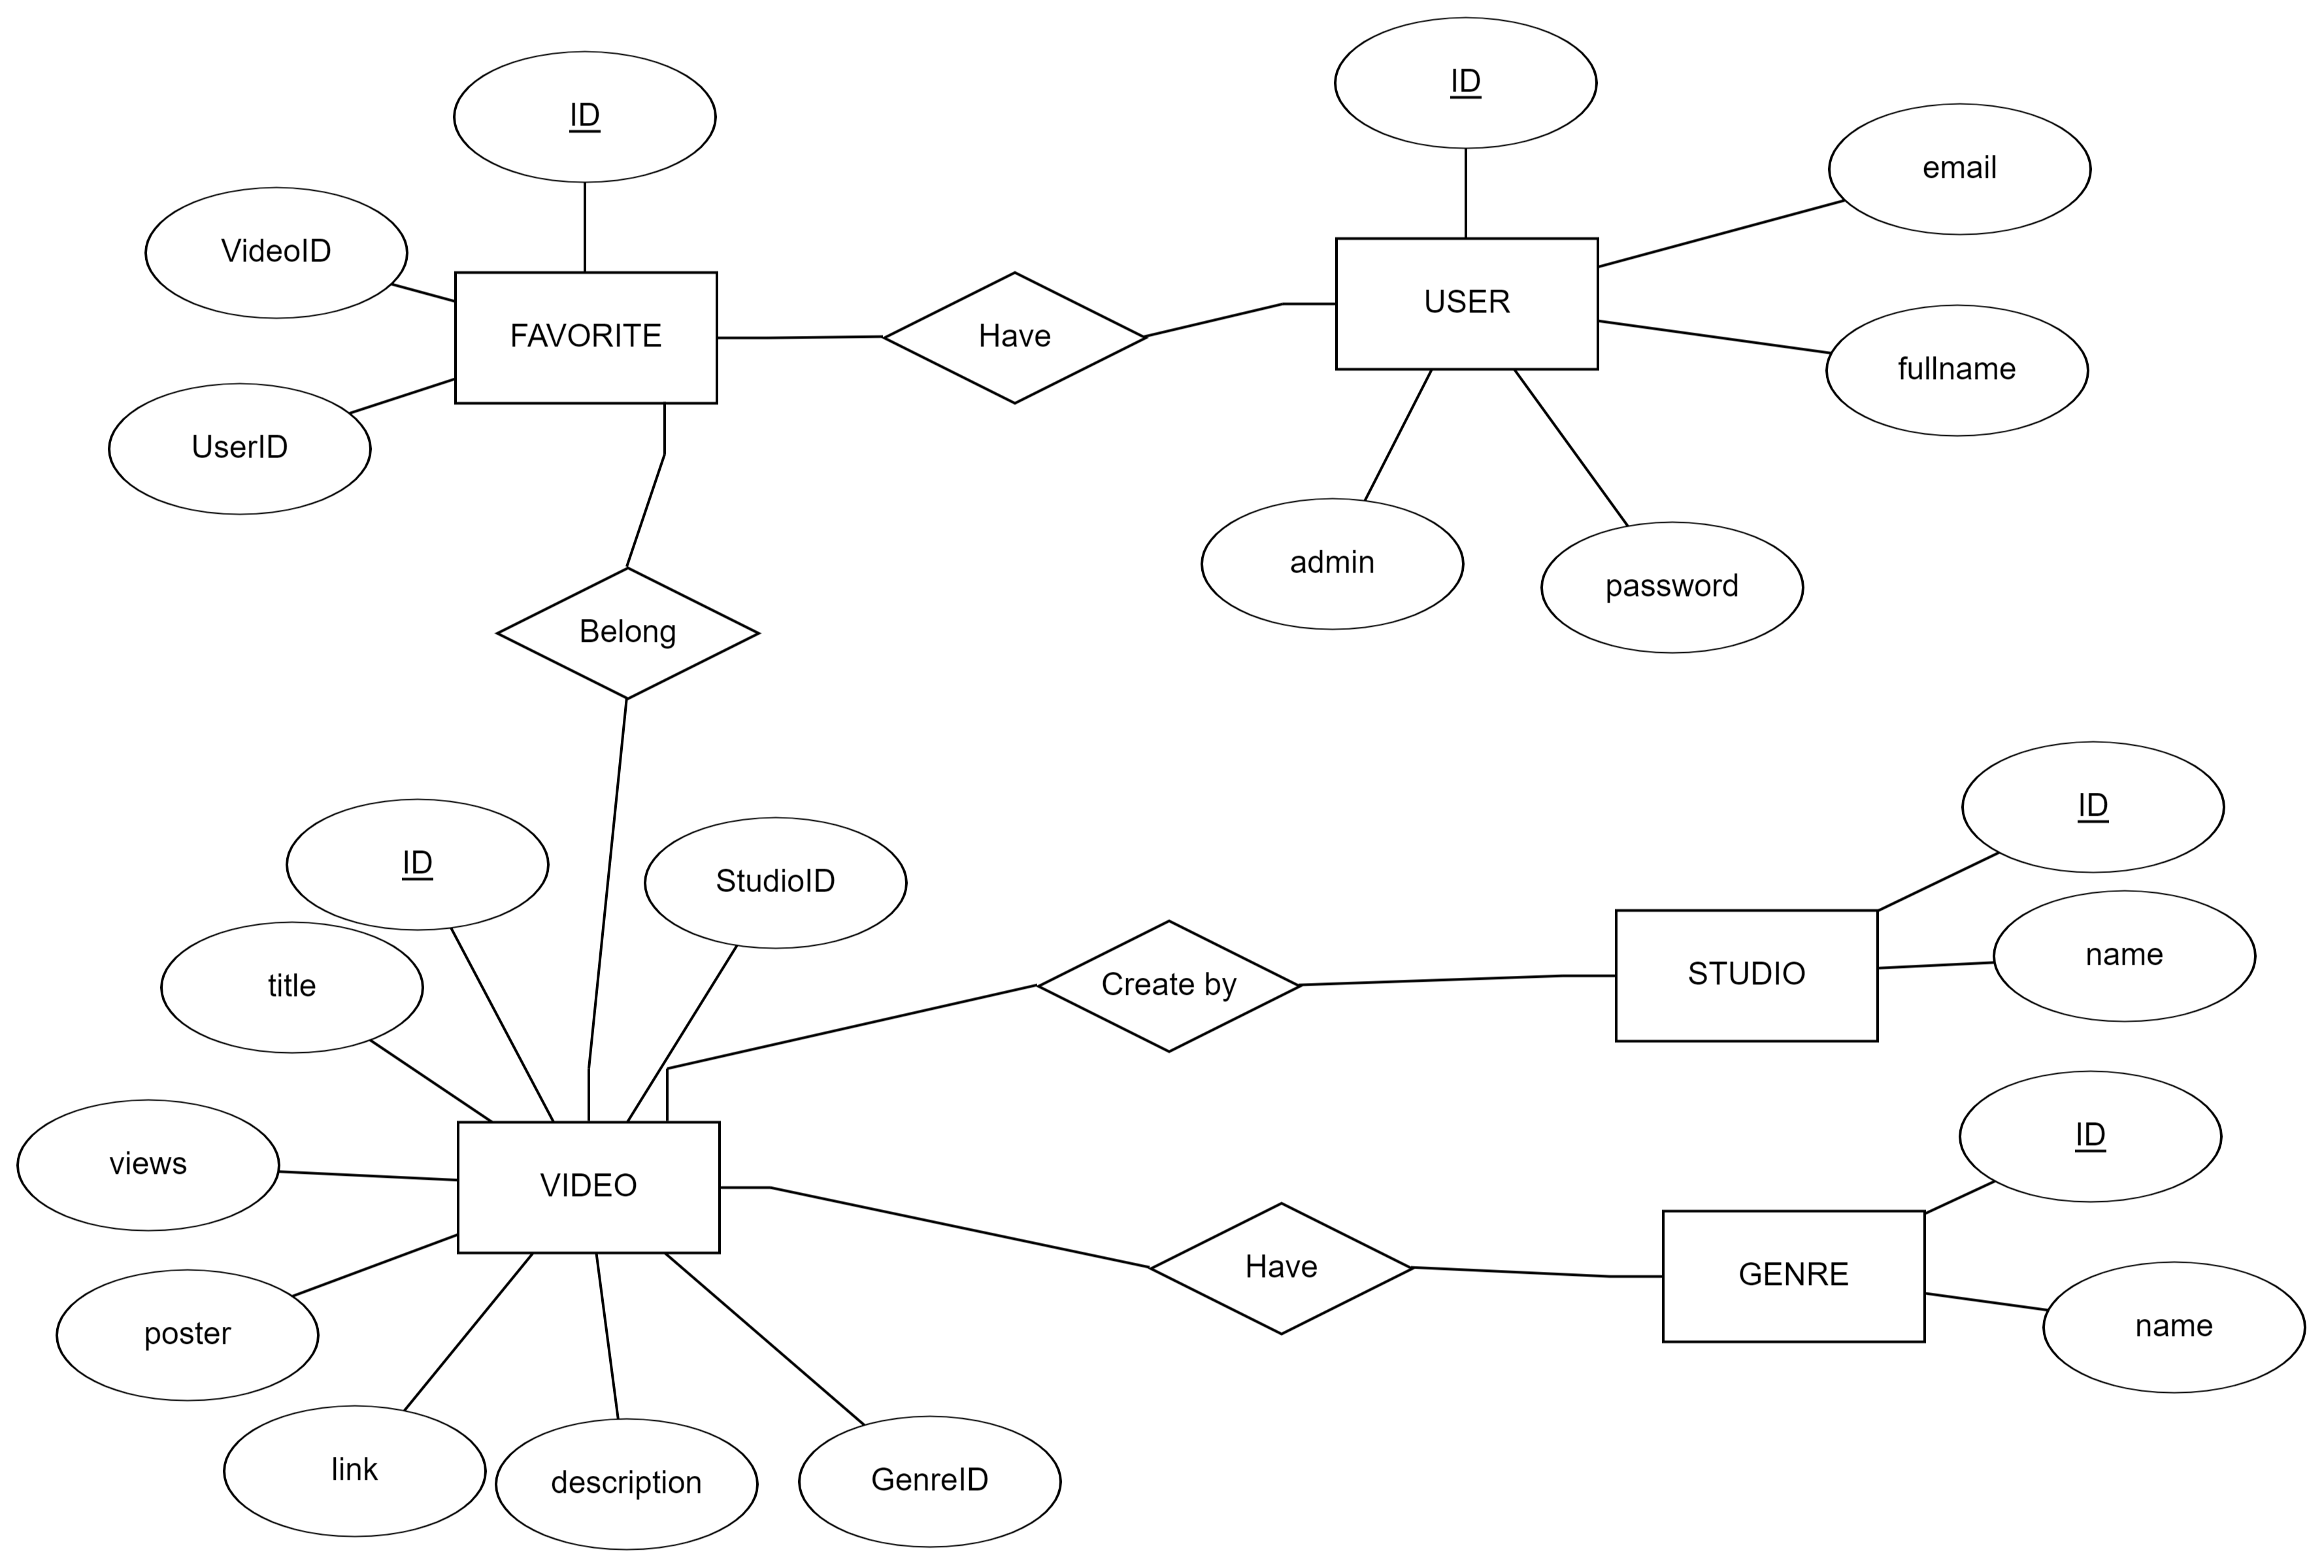 ID
ID
email
VideoID
USER
FAVORITE
Have
fullname
UserID
admin
password
Belong
ID
ID
StudioID
name
title
Create by
STUDIO
ID
views
VIDEO
Have
GENRE
name
poster
link
description
GenreID